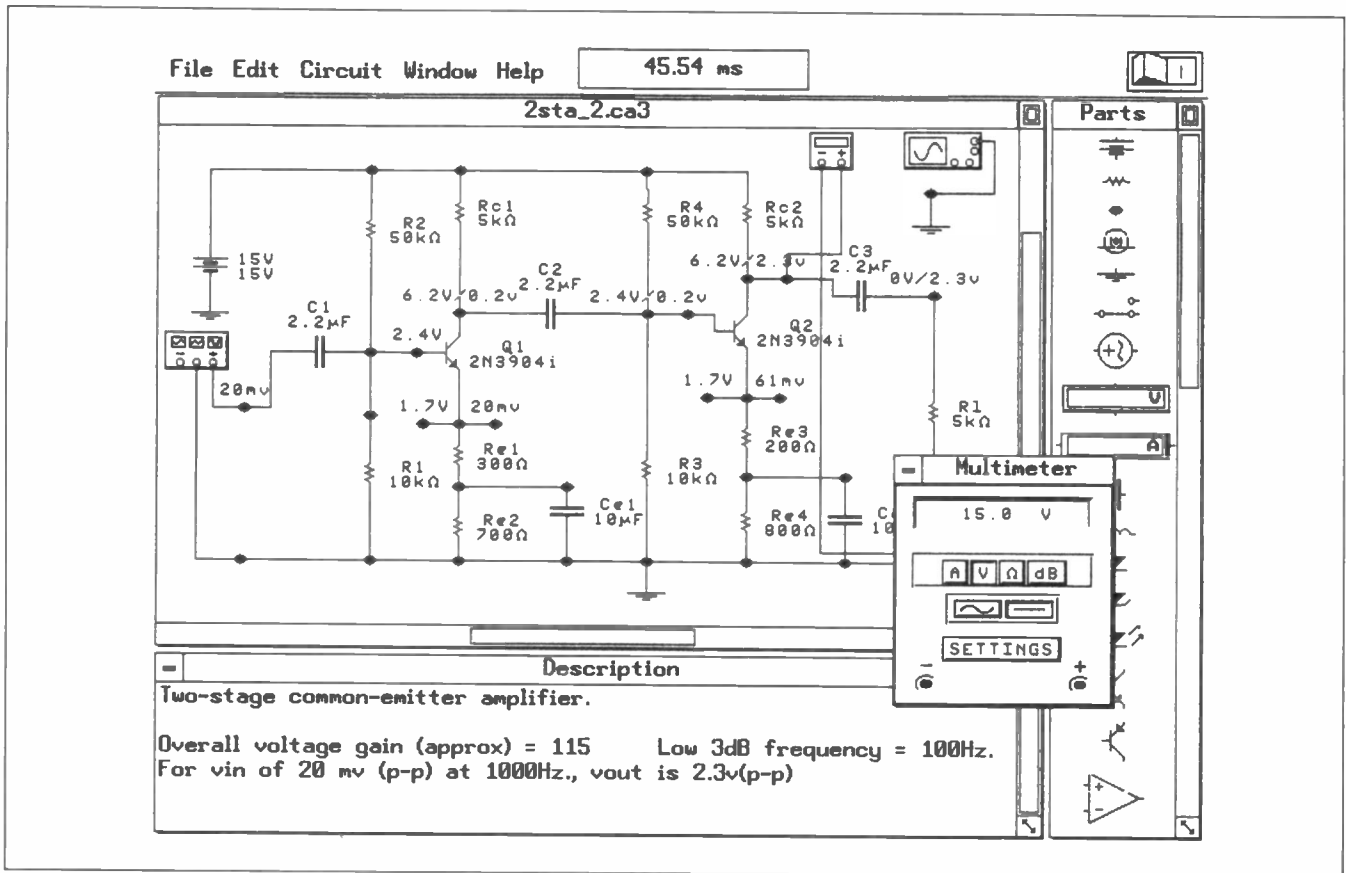 File Edit Circuit Window Help
45.54 ms
2sta_2.ca3
Parts
15V
15V
R2
50kΩ
Rc1
5kΩ
R4
50kΩ
Rc2
5kΩ
C1
2.2µF
6.2V/0.2v
C2
2.2µF
2.4V/0.2v
6.2V/2.3v
C3
2.2µF
0V/2.3v
2.4V
Q1
2N3904i
Q2
2N3904i
20mv
1.7V
20mv
1.7V
61mv
Rl
5kΩ
R1
10kΩ
Re1
300Ω
R3
10kΩ
Re3
200Ω
Re2
700Ω
Ce1
10µF
Re4
800Ω
V
A
Multimeter
15.0 V
A V Ω dB
SETTINGS
- +
Description
Two-stage common-emitter amplifier.
Overall voltage gain (approx) = 115 Low 3dB frequency = 100Hz.
For vin of 20 mv (p-p) at 1000Hz., vout is 2.3v(p-p)